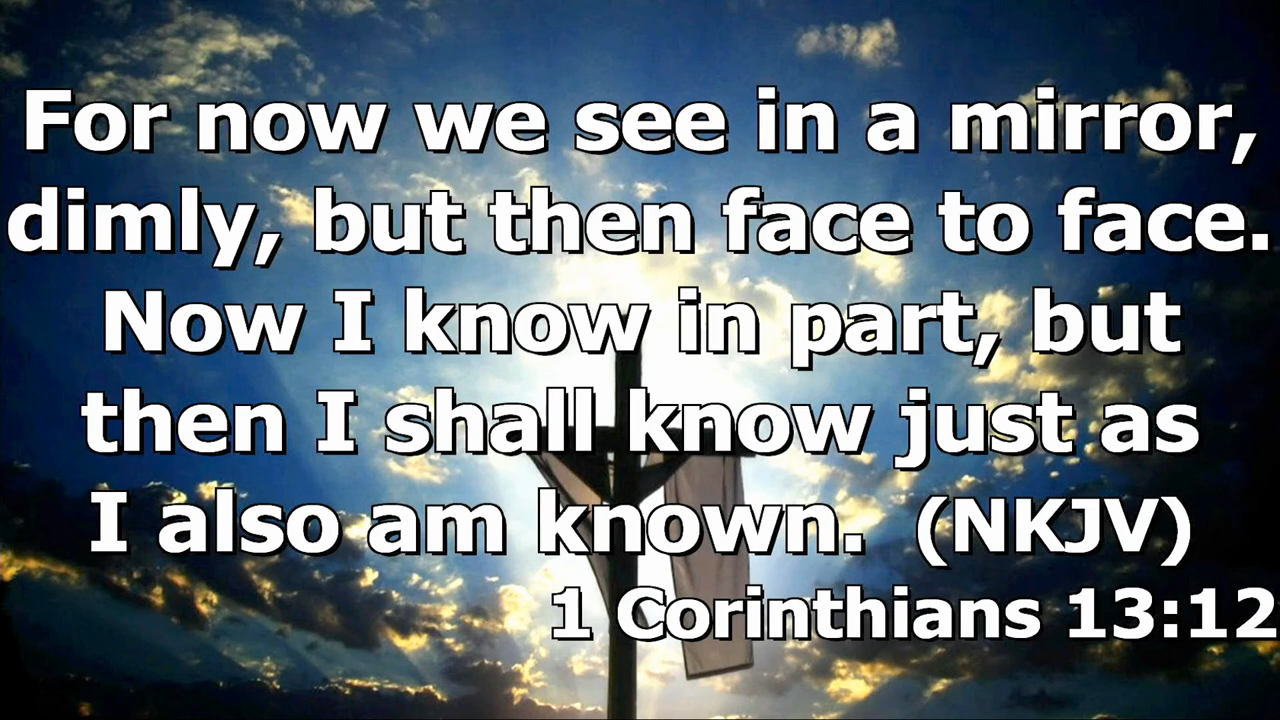 For now we see in a mirror,
dimly, but then face to face.
Now I know in part, but
then I shall know just as
I also am known.  (NKJV)
1 Corinthians 13:12